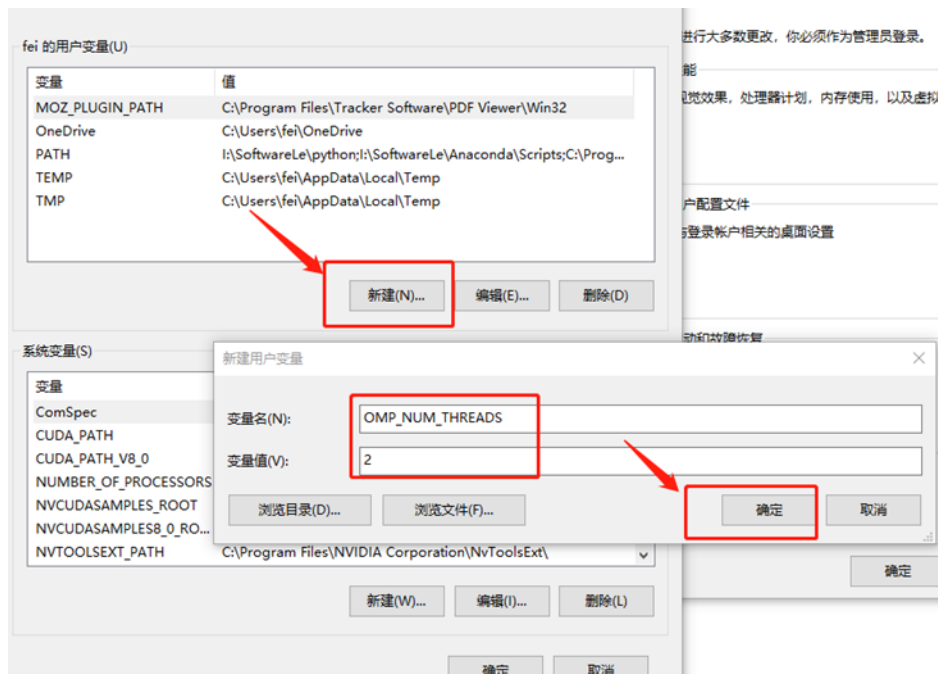 fei 的用户变量(U)
变量 值
MOZ_PLUGIN_PATH C:\Program Files\Tracker Software\PDF Viewer\Win32
OneDrive C:\Users\fei\OneDrive
PATH I:\SoftwareLe\python;I:\SoftwareLe\Anaconda\Scripts;C:\Prog...
TEMP C:\Users\fei\AppData\Local\Temp
TMP C:\Users\fei\AppData\Local\Temp
新建(N)... 编辑(E)... 删除(D)
进行大多数更改，你必须作为管理员登录。
能
视觉效果，处理器计划，内存使用，以及虚拟
户配置文件
与登录帐户相关的桌面设置
动和故障恢复
系统变量(S)
变量
ComSpec
CUDA_PATH
CUDA_PATH_V8_0
NUMBER_OF_PROCESSORS
NVCUDASAMPLES_ROOT
NVCUDASAMPLES8_0_RO...
NVTOOLSEXT_PATH C:\Program Files\NVIDIA Corporation\NvToolsExt\
新建(W)... 编辑(I)... 删除(L)
新建用户变量
变量名(N): OMP_NUM_THREADS
变量值(V): 2
浏览目录(D)... 浏览文件(F)... 确定 取消
确定
确定 取消